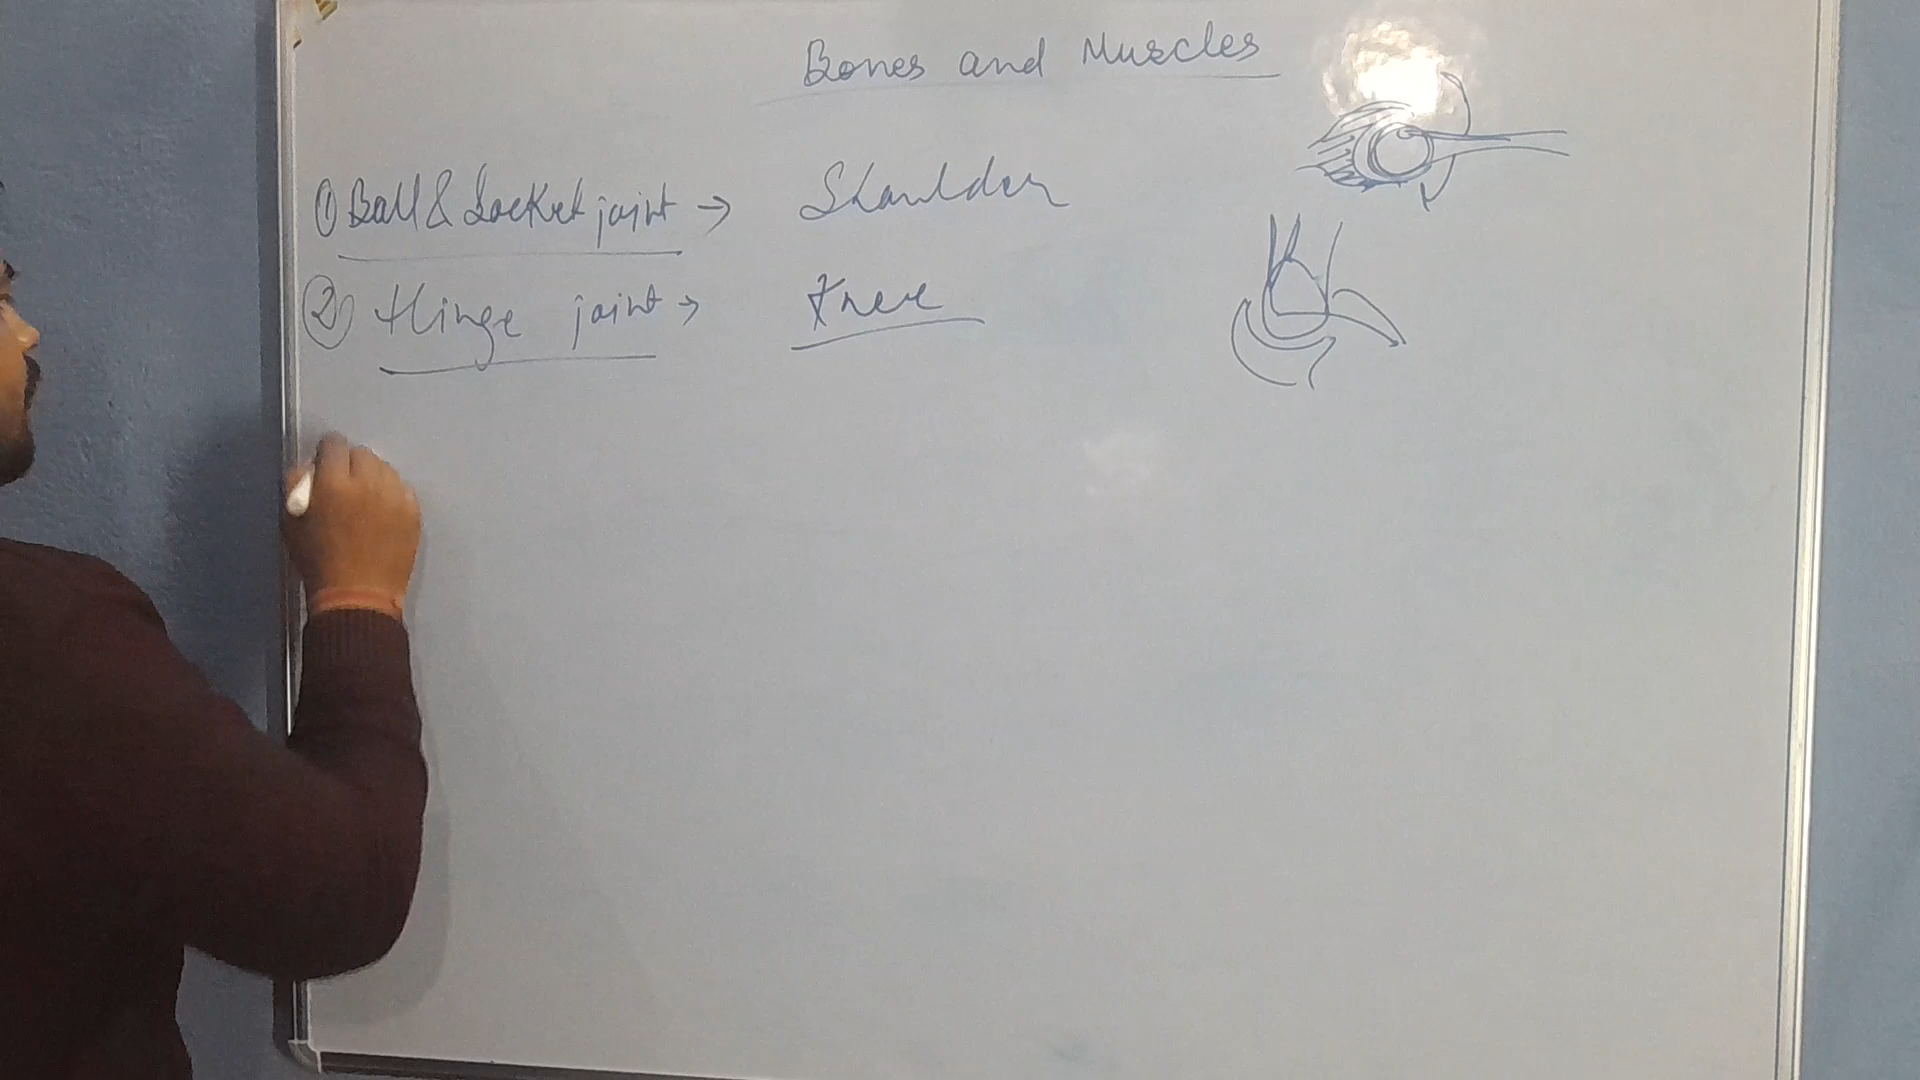 Bones and Muscles
① Ball & Socket joint → Shoulder
② Hinge joint → Knee